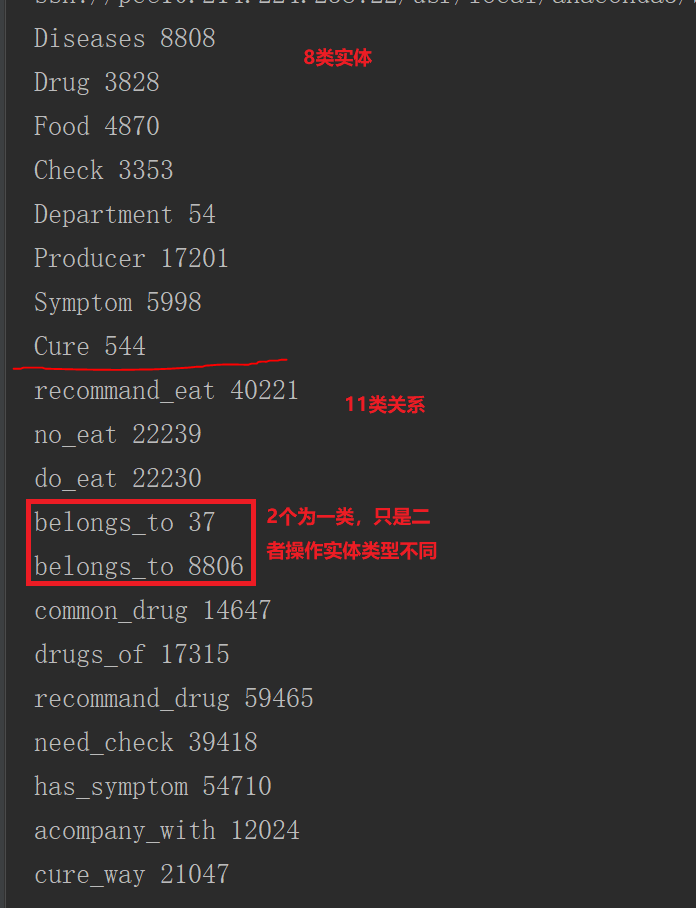 Diseases 8808
8类实体
Drug 3828
Food 4870
Check 3353
Department 54
Producer 17201
Symptom 5998
Cure 544
recommand_eat 40221
11类关系
no_eat 22239
do_eat 22230
belongs_to 37
2个为一类，只是二
者操作实体类型不同
belongs_to 8806
common_drug 14647
drugs_of 17315
recommand_drug 59465
need_check 39418
has_symptom 54710
acompany_with 12024
cure_way 21047